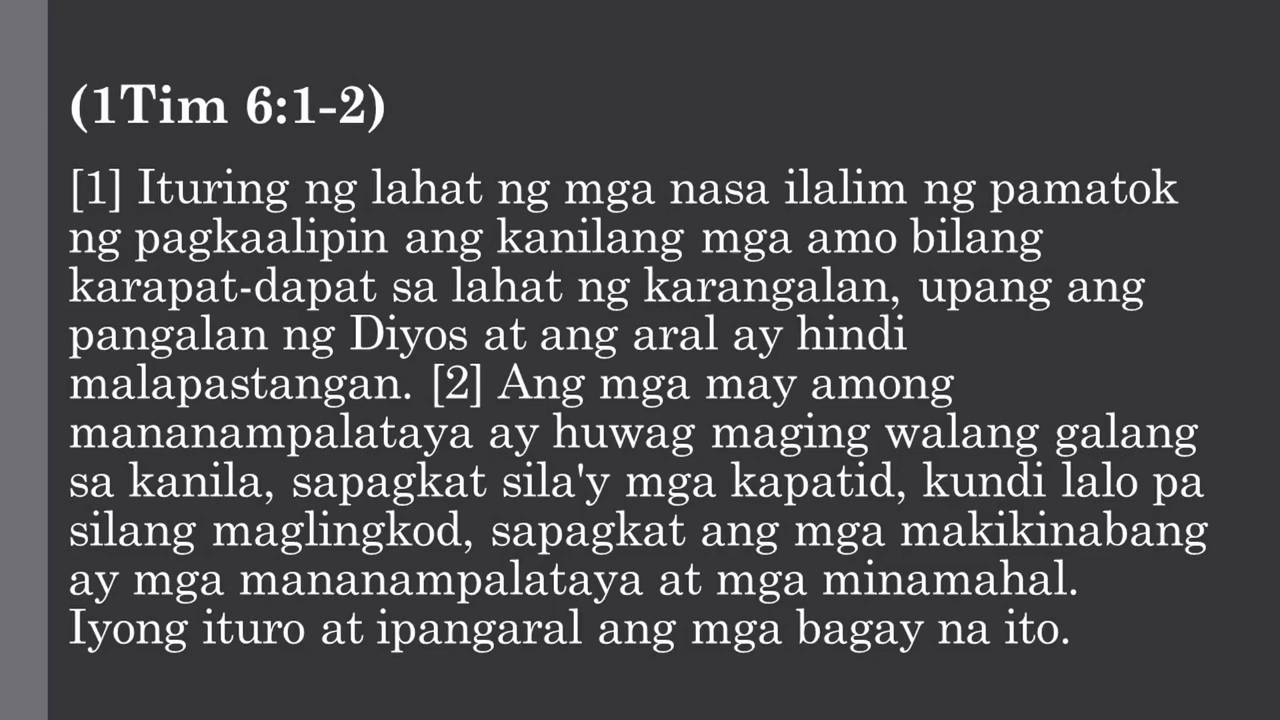 (1Tim 6:1-2)
[1] Ituring ng lahat ng mga nasa ilalim ng pamatok
ng pagkaalipin ang kanilang mga amo bilang
karapat-dapat sa lahat ng karangalan, upang ang
pangalan ng Diyos at ang aral ay hindi
malapastangan. [2] Ang mga may among
mananampalataya ay huwag maging walang galang
sa kanila, sapagkat sila'y mga kapatid, kundi lalo pa
silang maglingkod, sapagkat ang mga makikinabang
ay mga mananampalataya at mga minamahal.
Iyong ituro at ipangaral ang mga bagay na ito.